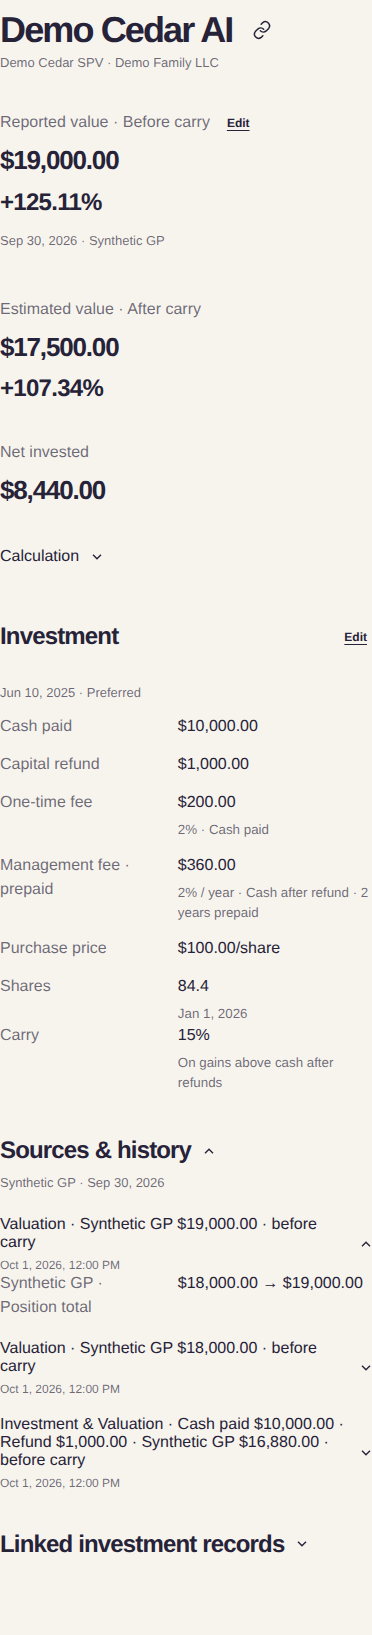 Demo Cedar AI
Demo Cedar SPV · Demo Family LLC
Reported value · Before carry Edit
$19,000.00
+125.11%
Sep 30, 2026 · Synthetic GP
Estimated value · After carry
$17,500.00
+107.34%
Net invested
$8,440.00
Calculation
Investment Edit
Jun 10, 2025 · Preferred
Cash paid $10,000.00
Capital refund $1,000.00
One-time fee $200.00
2% · Cash paid
Management fee · $360.00
prepaid
2% / year · Cash after refund · 2
years prepaid
Purchase price $100.00/share
Shares 84.4
Jan 1, 2026
Carry 15%
On gains above cash after
refunds
Sources & history
Synthetic GP · Sep 30, 2026
Valuation · Synthetic GP $19,000.00 · before
carry
Oct 1, 2026, 12:00 PM
Synthetic GP · $18,000.00 → $19,000.00
Position total
Valuation · Synthetic GP $18,000.00 · before
carry
Oct 1, 2026, 12:00 PM
Investment & Valuation · Cash paid $10,000.00 ·
Refund $1,000.00 · Synthetic GP $16,880.00 ·
before carry
Oct 1, 2026, 12:00 PM
Linked investment records